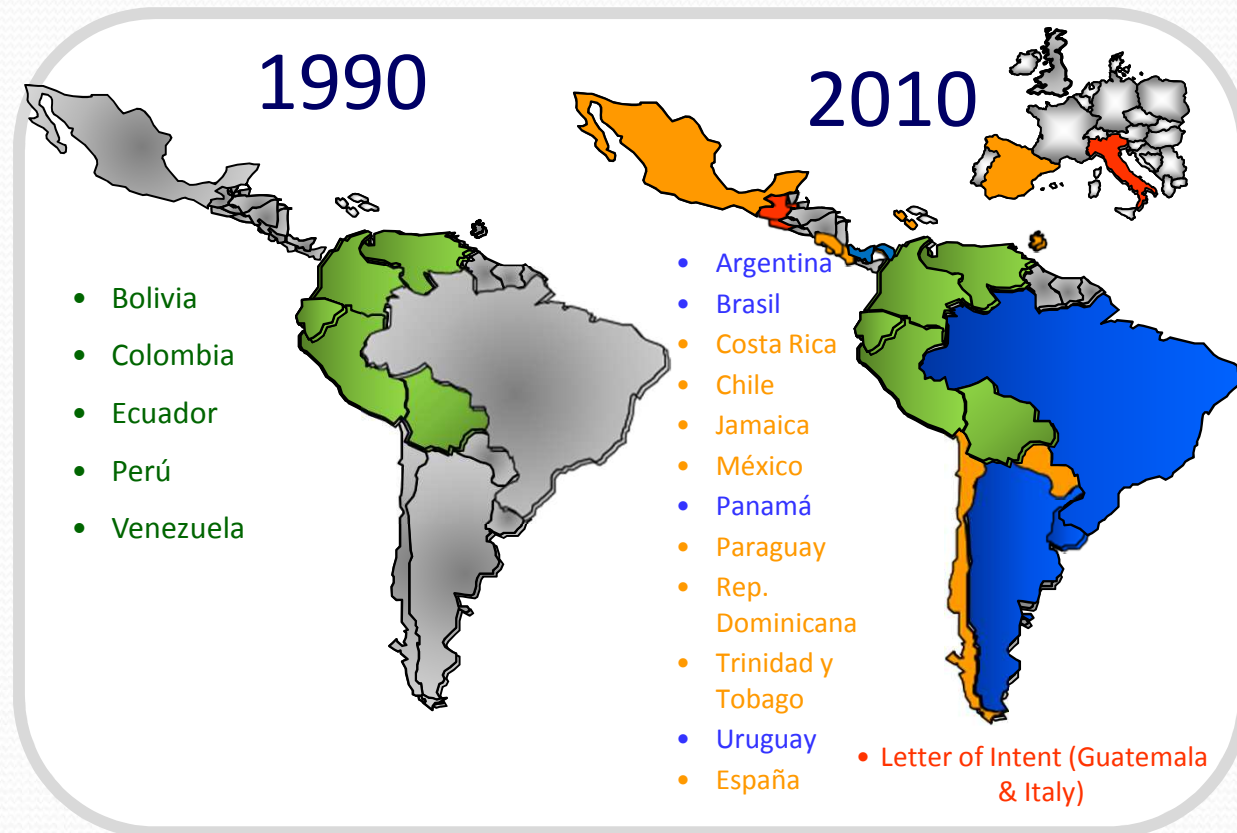 1990
• Bolivia
• Colombia
• Ecuador
• Perú
• Venezuela
2010
• Argentina
• Brasil
• Costa Rica
• Chile
• Jamaica
• México
• Panamá
• Paraguay
• Rep.
Dominicana
• Trinidad y
Tobago
• Uruguay
• España
• Letter of Intent (Guatemala
& Italy)